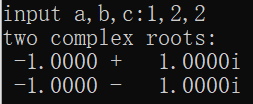 input a,b,c:1,2,2
two complex roots:
-1.0000 +   1.0000i
-1.0000 -   1.0000i